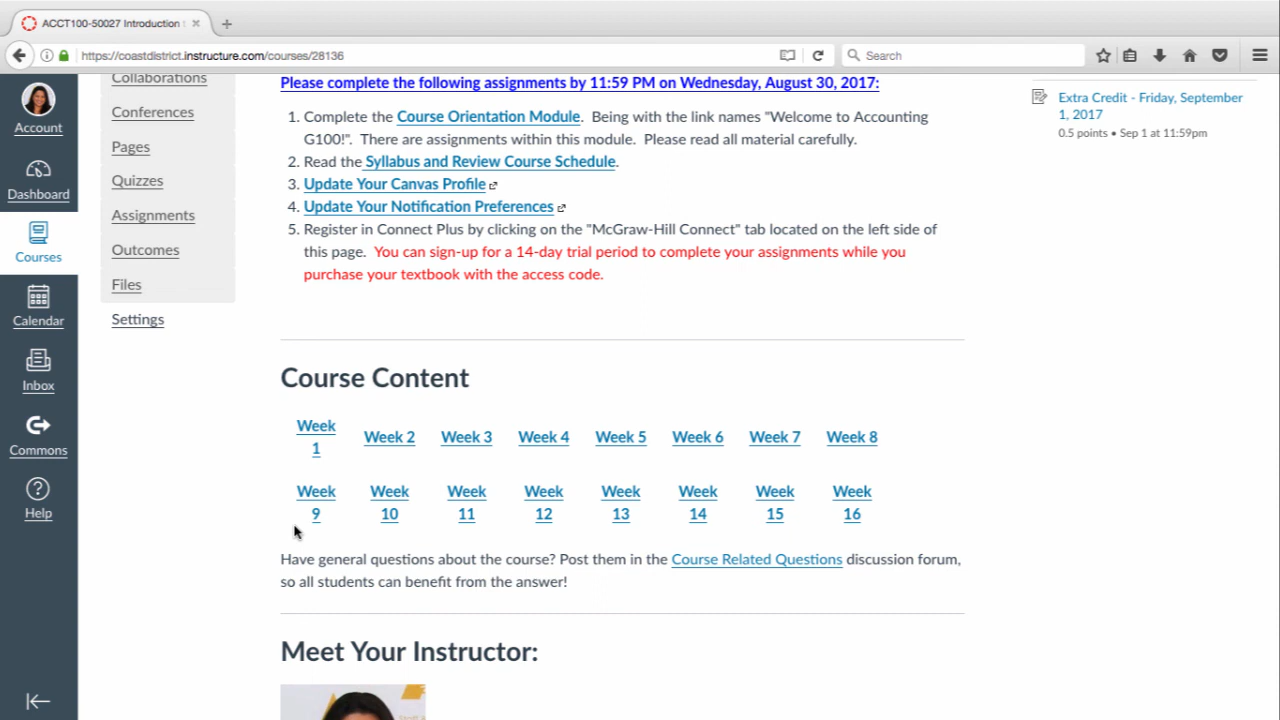 ACCT100-50027 Introduction
https://coastdistrict.instructure.com/courses/28136
Search
Account
Dashboard
Courses
Calendar
Inbox
Commons
Help
Collaborations
Conferences
Pages
Quizzes
Assignments
Outcomes
Files
Settings
Please complete the following assignments by 11:59 PM on Wednesday, August 30, 2017:
1. Complete the Course Orientation Module. Being with the link names "Welcome to Accounting
G100!". There are assignments within this module. Please read all material carefully.
2. Read the Syllabus and Review Course Schedule.
3. Update Your Canvas Profile
4. Update Your Notification Preferences
5. Register in Connect Plus by clicking on the "McGraw-Hill Connect" tab located on the left side of
this page. You can sign-up for a 14-day trial period to complete your assignments while you
purchase your textbook with the access code.
Course Content
Week 1 Week 2 Week 3 Week 4 Week 5 Week 6 Week 7 Week 8
Week 9 Week 10 Week 11 Week 12 Week 13 Week 14 Week 15 Week 16
Have general questions about the course? Post them in the Course Related Questions discussion forum,
so all students can benefit from the answer!
Meet Your Instructor:
Extra Credit - Friday, September
1, 2017
0.5 points • Sep 1 at 11:59pm